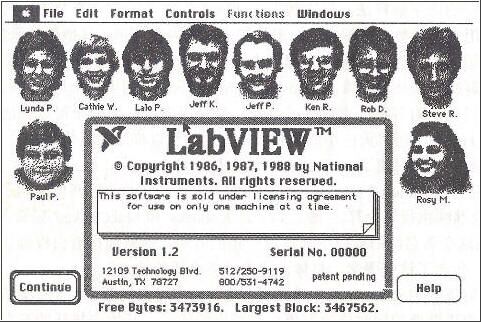 File Edit Format Controls Functions Windows
Lynda P. Cathie W. Lalo P. Jeff K. Jeff P. Ken R. Rob D. Steve R.
Paul P. Rosy M.
LabVIEW™
© Copyright 1986, 1987, 1988 by National
Instruments. All rights reserved.
This software is sold under licensing agreement
for use on only one machine at a time.
Version 1.2 Serial No. 00000
12109 Technology Blvd. 512/250-9119
Austin, TX 78727 800/531-4742
patent pending
Continue Help
Free Bytes: 3473916. Largest Block: 3467562.